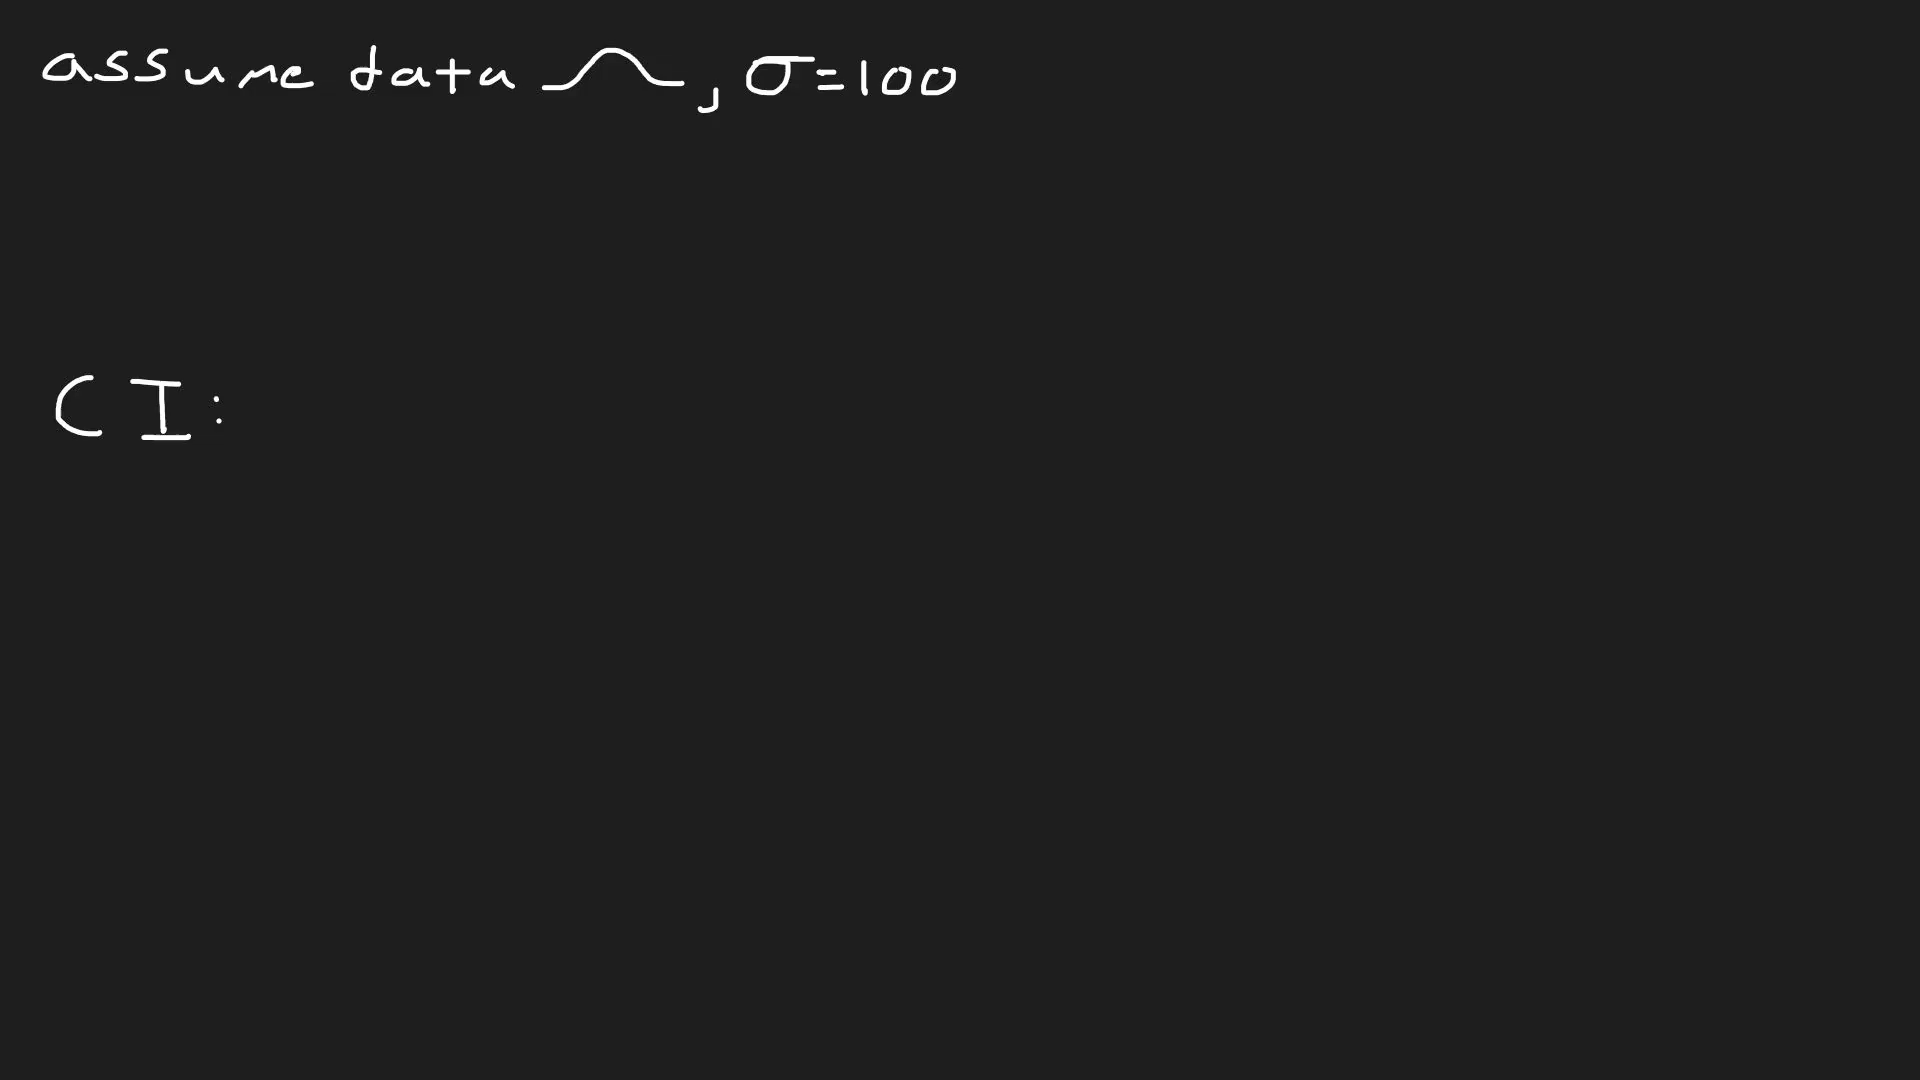 assume data , σ=100
CI: